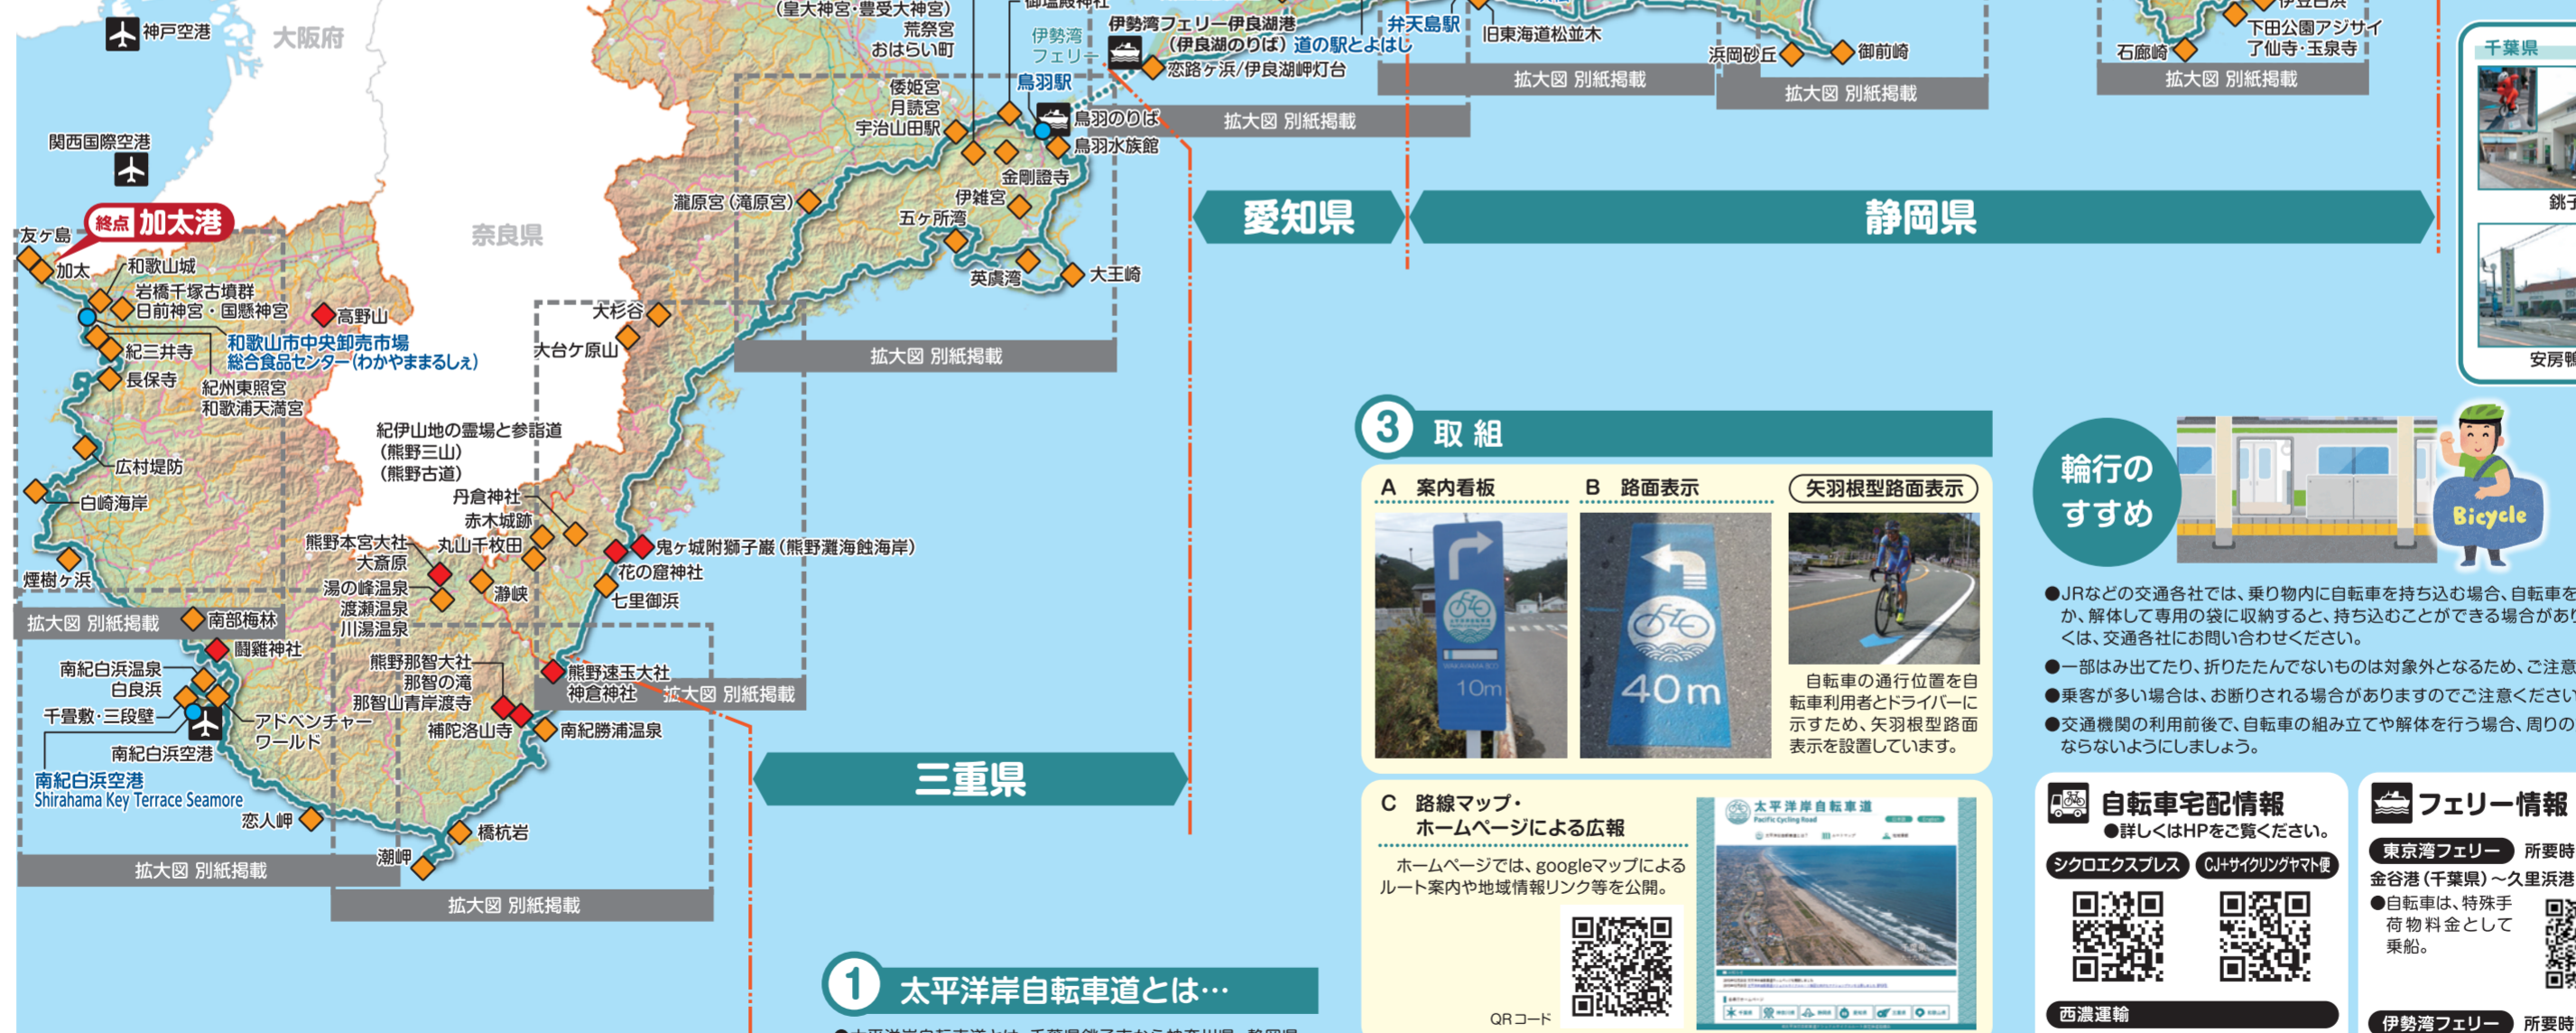 神戸空港
大阪府
関西国際空港
終点 加太港
友ヶ島
加太
和歌山城
岩橋千塚古墳群
日前神宮・国懸神宮
高野山
和歌山市中央卸売市場
総合食品センター(わかやままるしぇ)
紀三井寺
長保寺
紀州東照宮
和歌浦天満宮
奈良県
広村堤防
白崎海岸
煙樹ヶ浜
拡大図 別紙掲載
南部梅林
闘雞神社
南紀白浜温泉
白良浜
千畳敷・三段壁
アドベンチャー
ワールド
南紀白浜空港
南紀白浜空港
Shirahama Key Terrace Seamore
恋人岬
拡大図 別紙掲載
潮岬
橋杭岩
拡大図 別紙掲載
紀伊山地の霊場と参詣道
(熊野三山)
(熊野古道)
丹倉神社
赤木城跡
丸山千枚田
熊野本宮大社
大斎原
湯の峰温泉
渡瀬温泉
川湯温泉
瀞峡
熊野那智大社
那智の滝
那智山青岸渡寺
補陀洛山寺
南紀勝浦温泉
熊野速玉大社
神倉神社
拡大図 別紙掲載
鬼ヶ城附獅子巌(熊野灘海蝕海岸)
花の窟神社
七里御浜
大杉谷
大台ケ原山
拡大図 別紙掲載
(皇大神宮・豊受大神宮)
荒祭宮
おはらい町
御塩殿神社
倭姫宮
月読宮
宇治山田駅
瀧原宮(滝原宮)
伊勢湾
フェリー
鳥羽駅
鳥羽のりば
鳥羽水族館
金剛證寺
伊雑宮
五ヶ所湾
英虞湾
大王崎
伊勢湾フェリー伊良湖港
(伊良湖のりば)
道の駅とよはし
恋路ヶ浜/伊良湖岬灯台
拡大図 別紙掲載
弁天島駅
旧東海道松並木
拡大図 別紙掲載
浜岡砂丘
御前崎
拡大図 別紙掲載
伊豆白浜
下田公園アジサイ
了仙寺・玉泉寺
石廊崎
拡大図 別紙掲載
愛知県
静岡県
三重県
千葉県
銚子
安房鴨
3 取組
A 案内看板
10m
B 路面表示
40m
矢羽根型路面表示
自転車の通行位置を自
転車利用者とドライバーに
示すため、矢羽根型路面
表示を設置しています。
C 路線マップ・
ホームページによる広報
ホームページでは、googleマップによる
ルート案内や地域情報リンク等を公開。
QRコード
太平洋岸自転車道
Pacific Cycling Road
1 太平洋岸自転車道とは…
●太平洋岸自転車道とは、千葉県銚子市から神奈川県、静岡県、
輪行の
すすめ
Bicycle
●JRなどの交通各社では、乗り物内に自転車を持ち込む場合、自転車を
か、解体して専用の袋に収納すると、持ち込むことができる場合があり
くは、交通各社にお問い合わせください。
●一部はみ出てたり、折りたたんでないものは対象外となるため、ご注意
●乗客が多い場合は、お断りされる場合がありますのでご注意ください
●交通機関の利用前後で、自転車の組み立てや解体を行う場合、周りの
ならないようにしましょう。
自転車宅配情報
●詳しくはHPをご覧ください。
シクロエクスプレス
CJ+サイクリングヤマト便
西濃運輸
フェリー情報
東京湾フェリー 所要時
金谷港(千葉県)～久里浜港
●自転車は、特殊手
荷物料金として
乗船。
伊勢湾フェリー 所要時